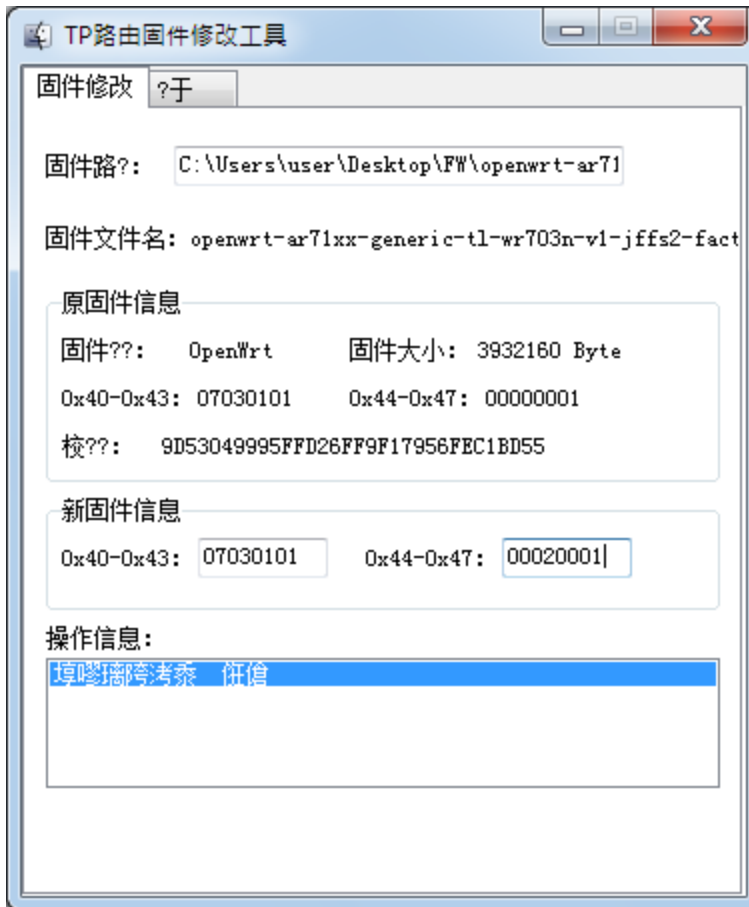 TP路由固件修改工具
固件修改 ?于
固件路?: C:\Users\user\Desktop\FW\openwrt-ar71
固件文件名: openwrt-ar71xx-generic-tl-wr703n-v1-jffs2-fact
原固件信息
固件??: OpenWrt 固件大小: 3932160 Byte
0x40-0x43: 07030101 0x44-0x47: 00000001
校??: 9D53049995FFD26FF9F17956FEC1BD55
新固件信息
0x40-0x43: 07030101 0x44-0x47: 00020001
操作信息: